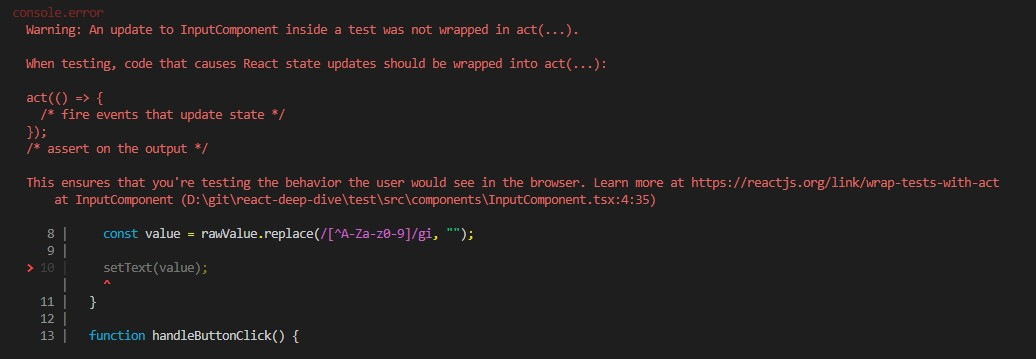 console.error
Warning: An update to InputComponent inside a test was not wrapped in act(...).
When testing, code that causes React state updates should be wrapped into act(...):
act(() => {
/* fire events that update state */
});
/* assert on the output */
This ensures that you're testing the behavior the user would see in the browser. Learn more at https://reactjs.org/link/wrap-tests-with-act
at InputComponent (D:\git\react-deep-dive\test\src\components\InputComponent.tsx:4:35)
8 | const value = rawValue.replace(/[^A-Za-z0-9]/gi, "");
9 |
> 10 | setText(value);
| ^
11 | }
12 |
13 | function handleButtonClick() {